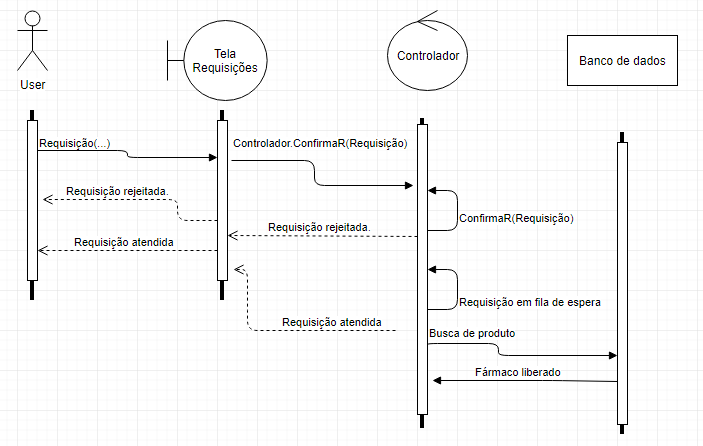 Tela
Requisições
Controlador
Banco de dados
User
Requisição(...)
Controlador.ConfirmaR(Requisição)
Requisição rejeitada.
ConfirmaR(Requisição)
Requisição rejeitada.
Requisição atendida
Requisição em fila de espera
Requisição atendida
Busca de produto
Fármaco liberado